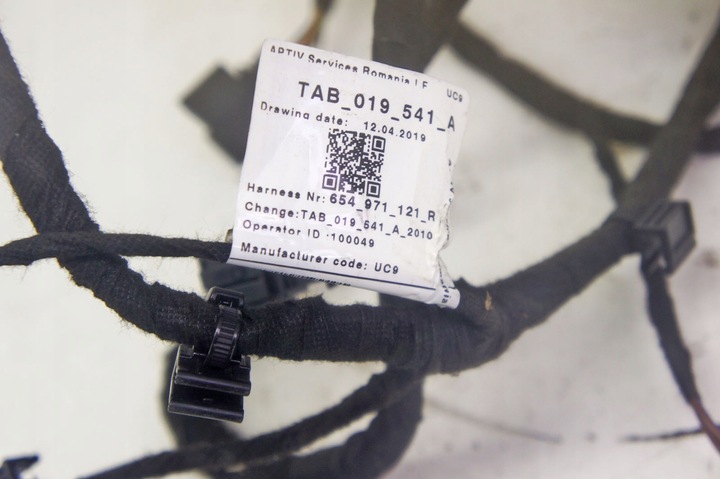 APTIV Services Romania
UC9
TAB_019_541_A
Drawing date: 12.04.2019
Harness Nr: 654_971_121_R
Change:TAB_019_541_A_2010
Operator ID :100049
Manufacturer code: UC9